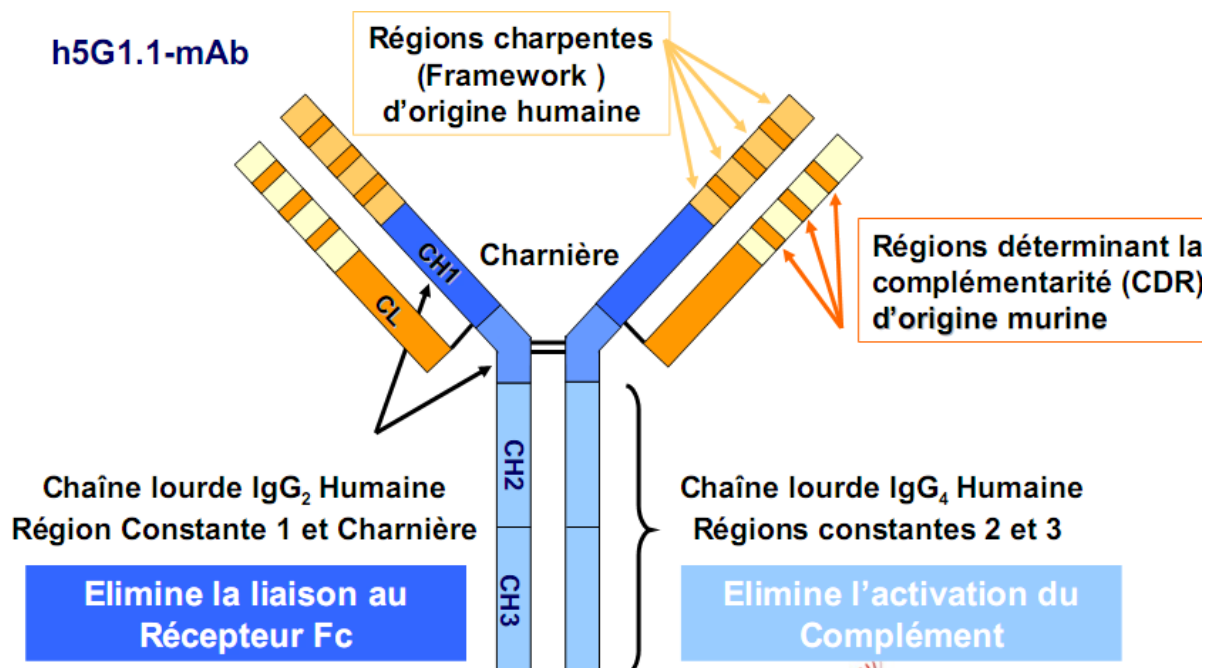 h5G1.1-mAb
Régions charpentes
(Framework )
d'origine humaine
CH1
CL
Charnière
Régions déterminant la
complémentarité (CDR)
d'origine murine
CH2
CH3
Chaîne lourde IgG₂ Humaine
Région Constante 1 et Charnière
Elimine la liaison au
Récepteur Fc
Chaîne lourde IgG₄ Humaine
Régions constantes 2 et 3
Elimine l'activation du
Complément